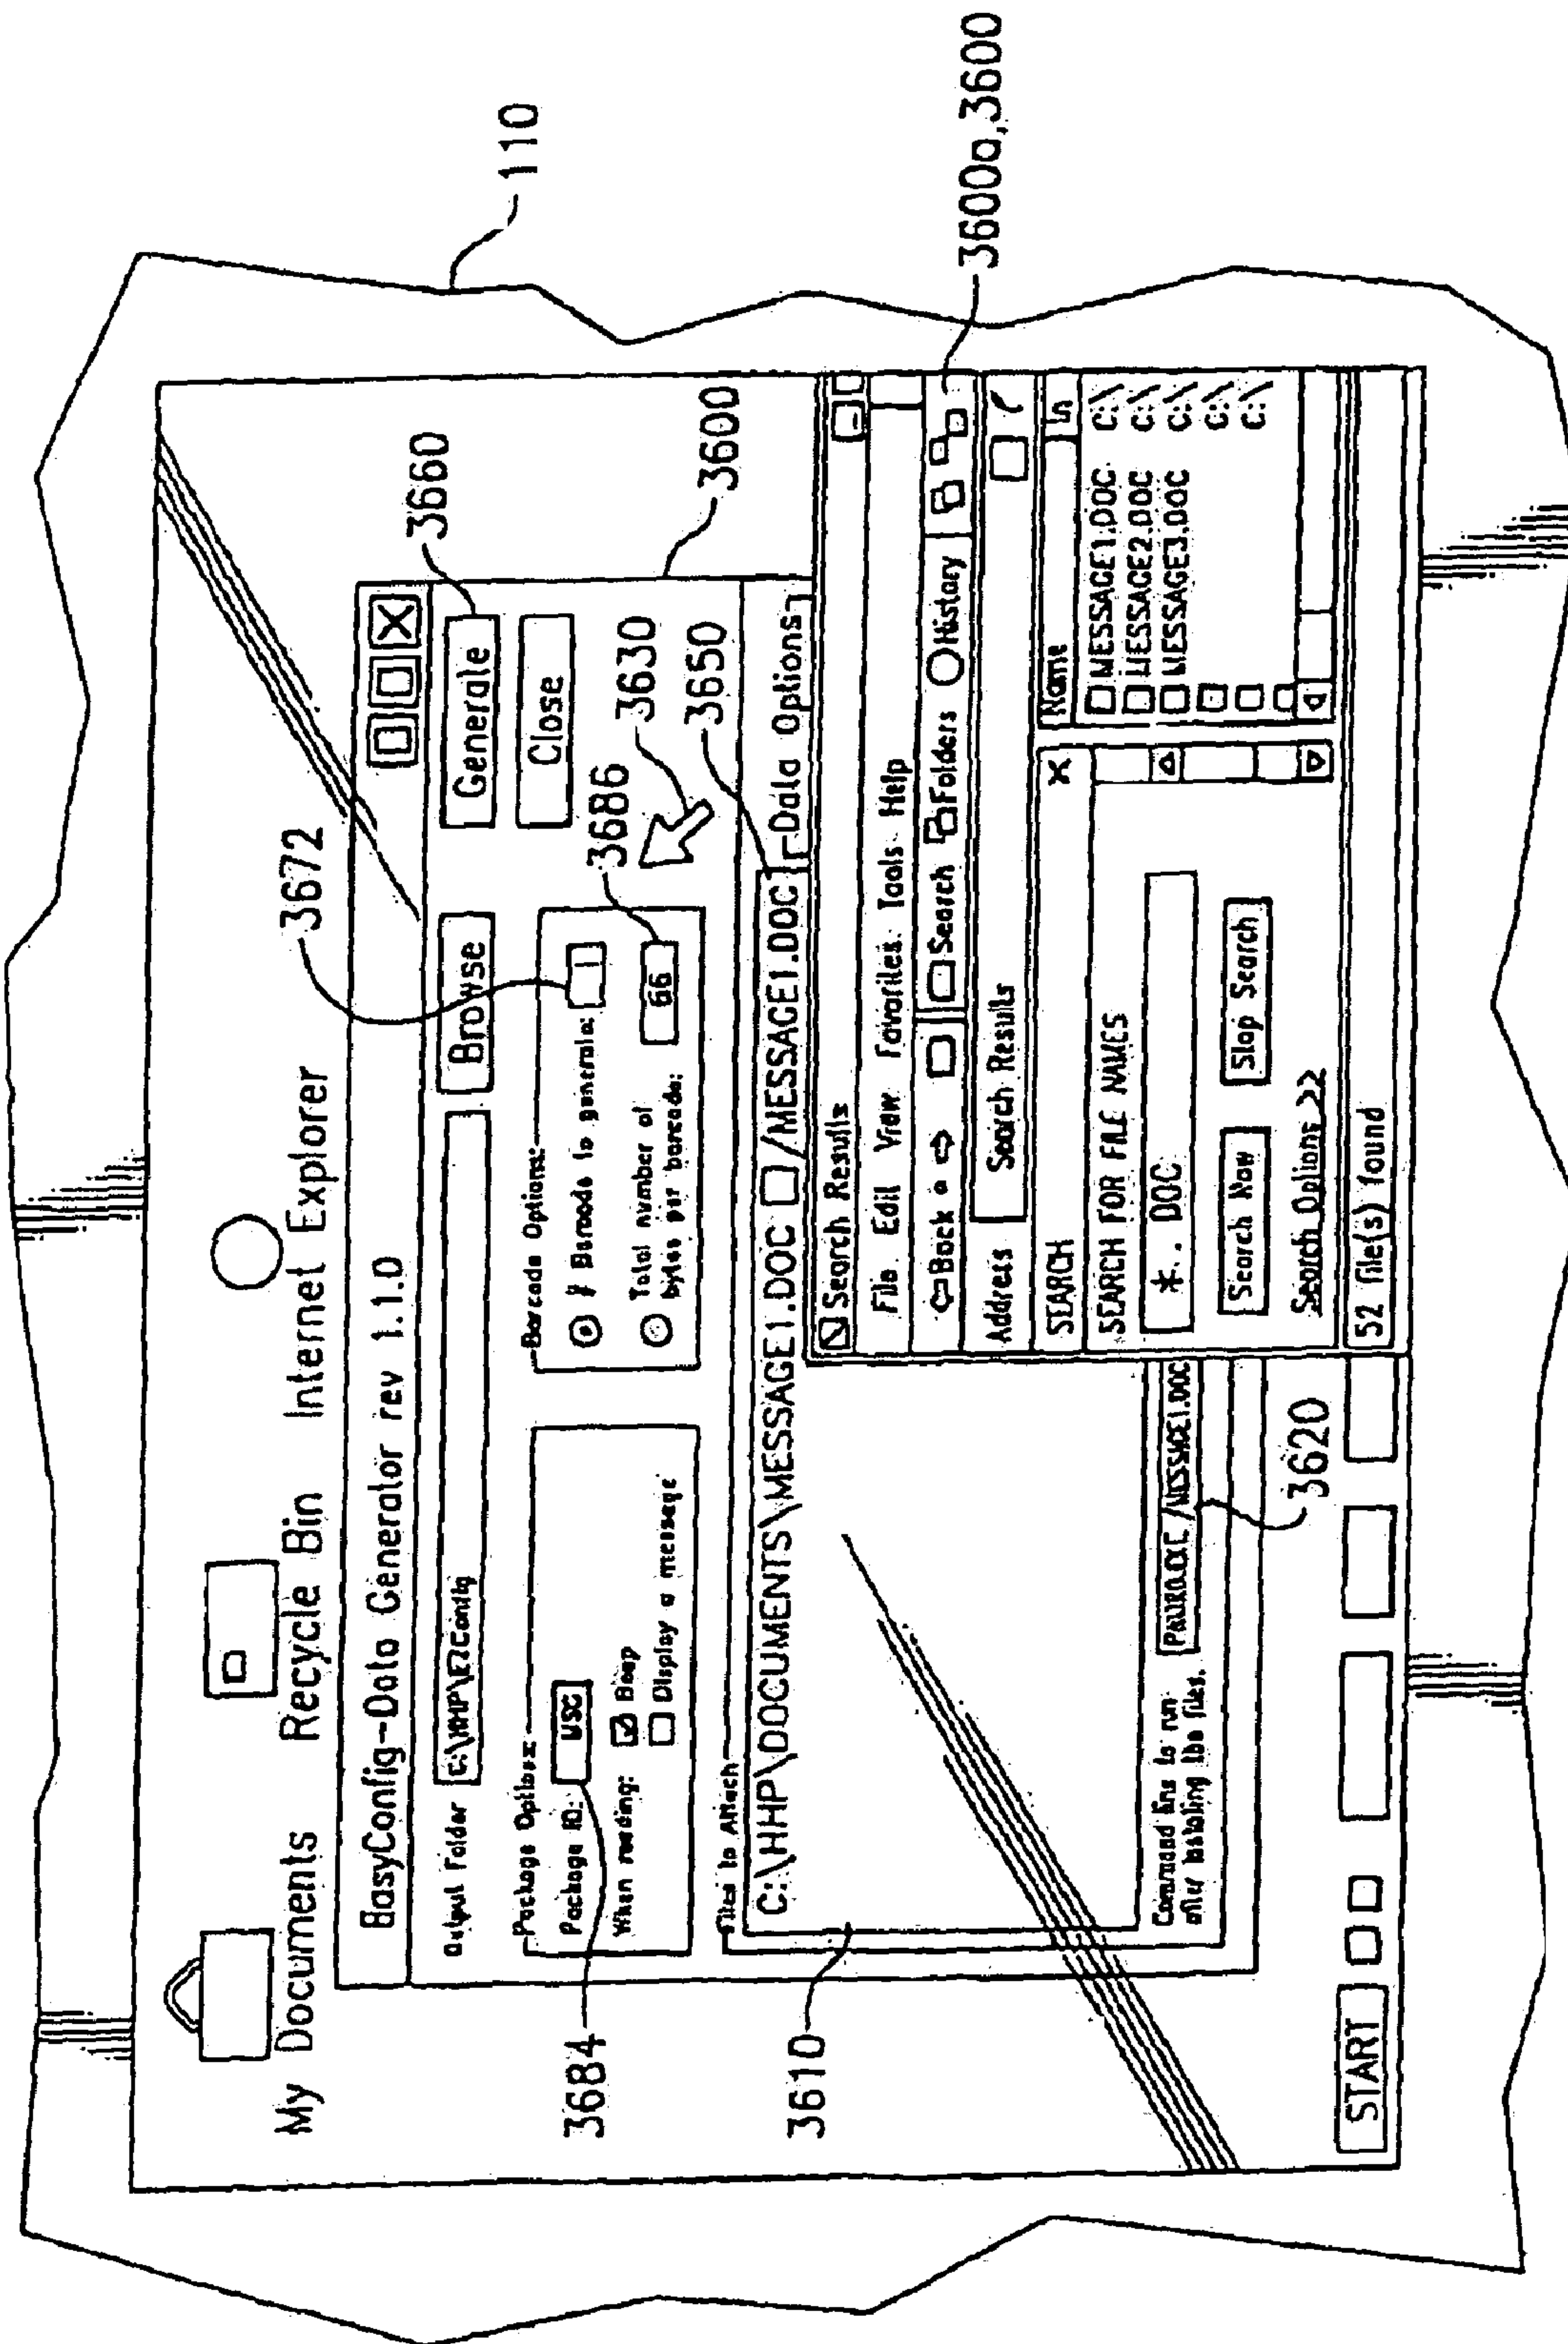 110
3672
3660
3600
3686
3630
3650
3600a,3600
3684
3610
3620
My Documents
Recycle Bin
Internet Explorer
EasyConfig-Data Generator rev 1.1.0
Output Folder C:\HHP\EZConfig
Browse
Generate
Close
Package Options:
Package ID: MSG
When reading: Beep
Display a message
Barcode Options:
# Barcode to generate: 1
Total number of
bytes per barcode: 66
Files to Attach
Data Options
C:\HHP\DOCUMENTS\MESSAGE1.DOC /MESSAGE1.DOC
Command line to run
after installing the files.
/MESSAGE1.DOC
Search Results
File Edit View Favorites Tools Help
Back Search Folders History
Address Search Results
SEARCH X
SEARCH FOR FILE NAMES
*. DOC
Search Now Stop Search
Search Options >>
Name In
MESSAGE1.DOC C:\
MESSAGE2.DOC C:\
MESSAGE3.DOC C:\
C:\
C:\
52 file(s) found
START